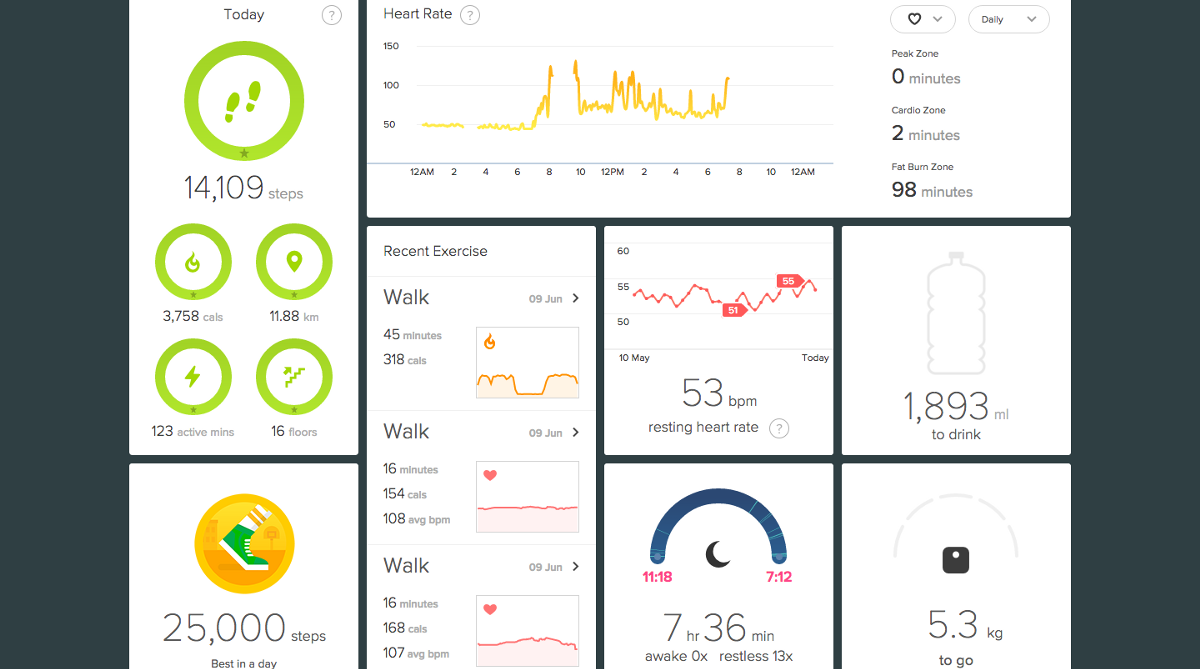 Today
?
14,109 steps
3,758 cals
11.88 km
123 active mins
16 floors
Heart Rate ?
Daily
150
100
50
12AM 2 4 6 8 10 12PM 2 4 6 8 10 12AM
Peak Zone
0 minutes
Cardio Zone
2 minutes
Fat Burn Zone
98 minutes
Recent Exercise
Walk 09 Jun
45 minutes
318 cals
Walk 09 Jun
16 minutes
154 cals
108 avg bpm
Walk 09 Jun
16 minutes
168 cals
107 avg bpm
60
55
50
55
51
10 May Today
53 bpm
resting heart rate ?
1,893 ml
to drink
25,000 steps
Best in a day
11:18 7:12
7 hr 36 min
awake 0x restless 13x
5.3 kg
to go